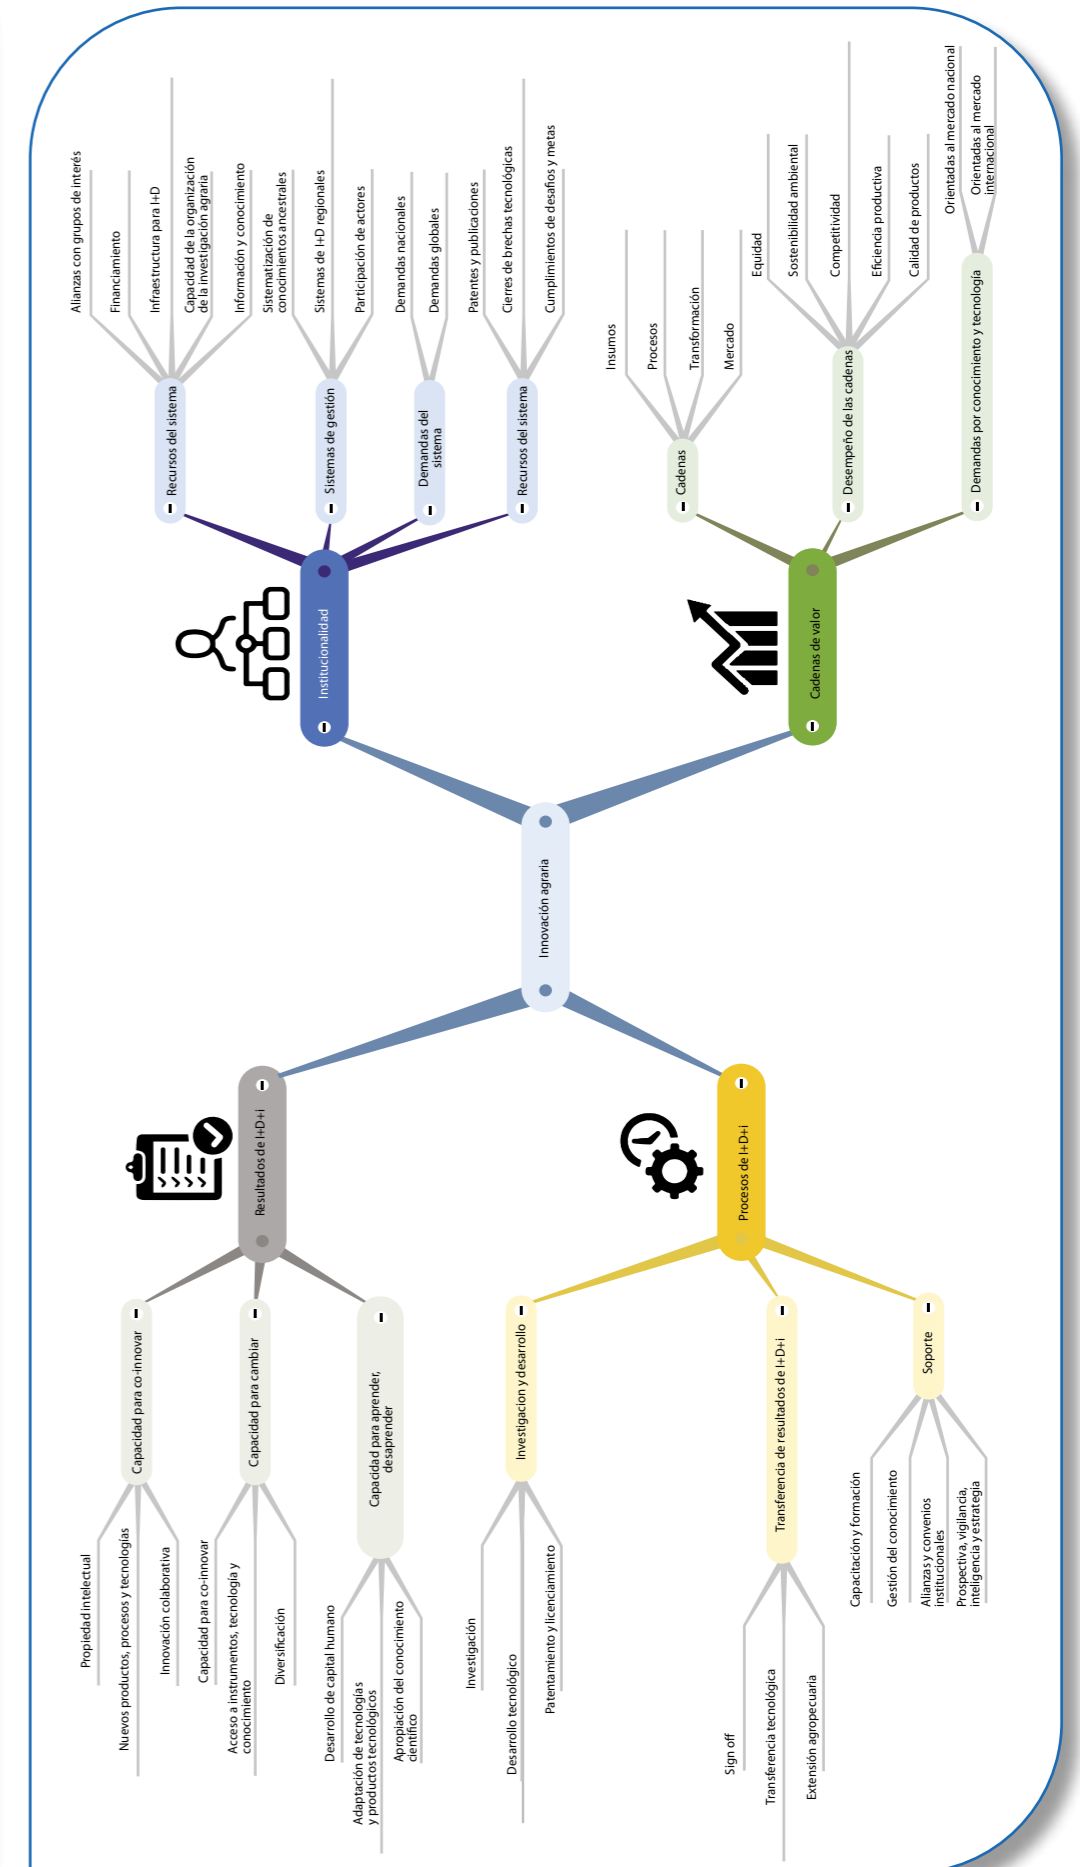 Innovación agraria
Institucionalidad
Recursos del sistema
Alianzas con grupos de interés
Financiamiento
Infraestructura para I+D
Capacidad de la organización
de la investigación agraria
Información y conocimiento
Sistemas de gestión
Sistematización de
conocimientos ancestrales
Sistemas de I+D regionales
Participación de actores
Demandas del
sistema
Demandas nacionales
Demandas globales
Recursos del sistema
Patentes y publicaciones
Cierres de brechas tecnológicas
Cumplimientos de desafíos y metas
Cadenas de valor
Cadenas
Insumos
Procesos
Transformación
Mercado
Desempeño de las cadenas
Equidad
Sostenibilidad ambiental
Competitividad
Eficiencia productiva
Calidad de productos
Demandas por conocimiento y tecnología
Orientadas al mercado nacional
Orientadas al mercado
internacional
Resultados de I+D+i
Capacidad para co-innovar
Propiedad intelectual
Nuevos productos, procesos y tecnologías
Innovación colaborativa
Capacidad para cambiar
Capacidad para co-innovar
Acceso a instrumentos, tecnología y
conocimiento
Diversificación
Capacidad para aprender,
desaprender
Desarrollo de capital humano
Adaptación de tecnologías
y productos tecnológicos
Apropiación del conocimiento
científico
Procesos de I+D+i
Investigacion y desarrollo
Investigación
Desarrollo tecnológico
Patentamiento y licenciamiento
Transferencia de resultados de I+D+i
Sign off
Transferencia tecnológica
Extensión agropecuaria
Soporte
Capacitación y formación
Gestión del conocimiento
Alianzas y convenios
institucionales
Prospectiva, vigilancia,
inteligencia y estrategia